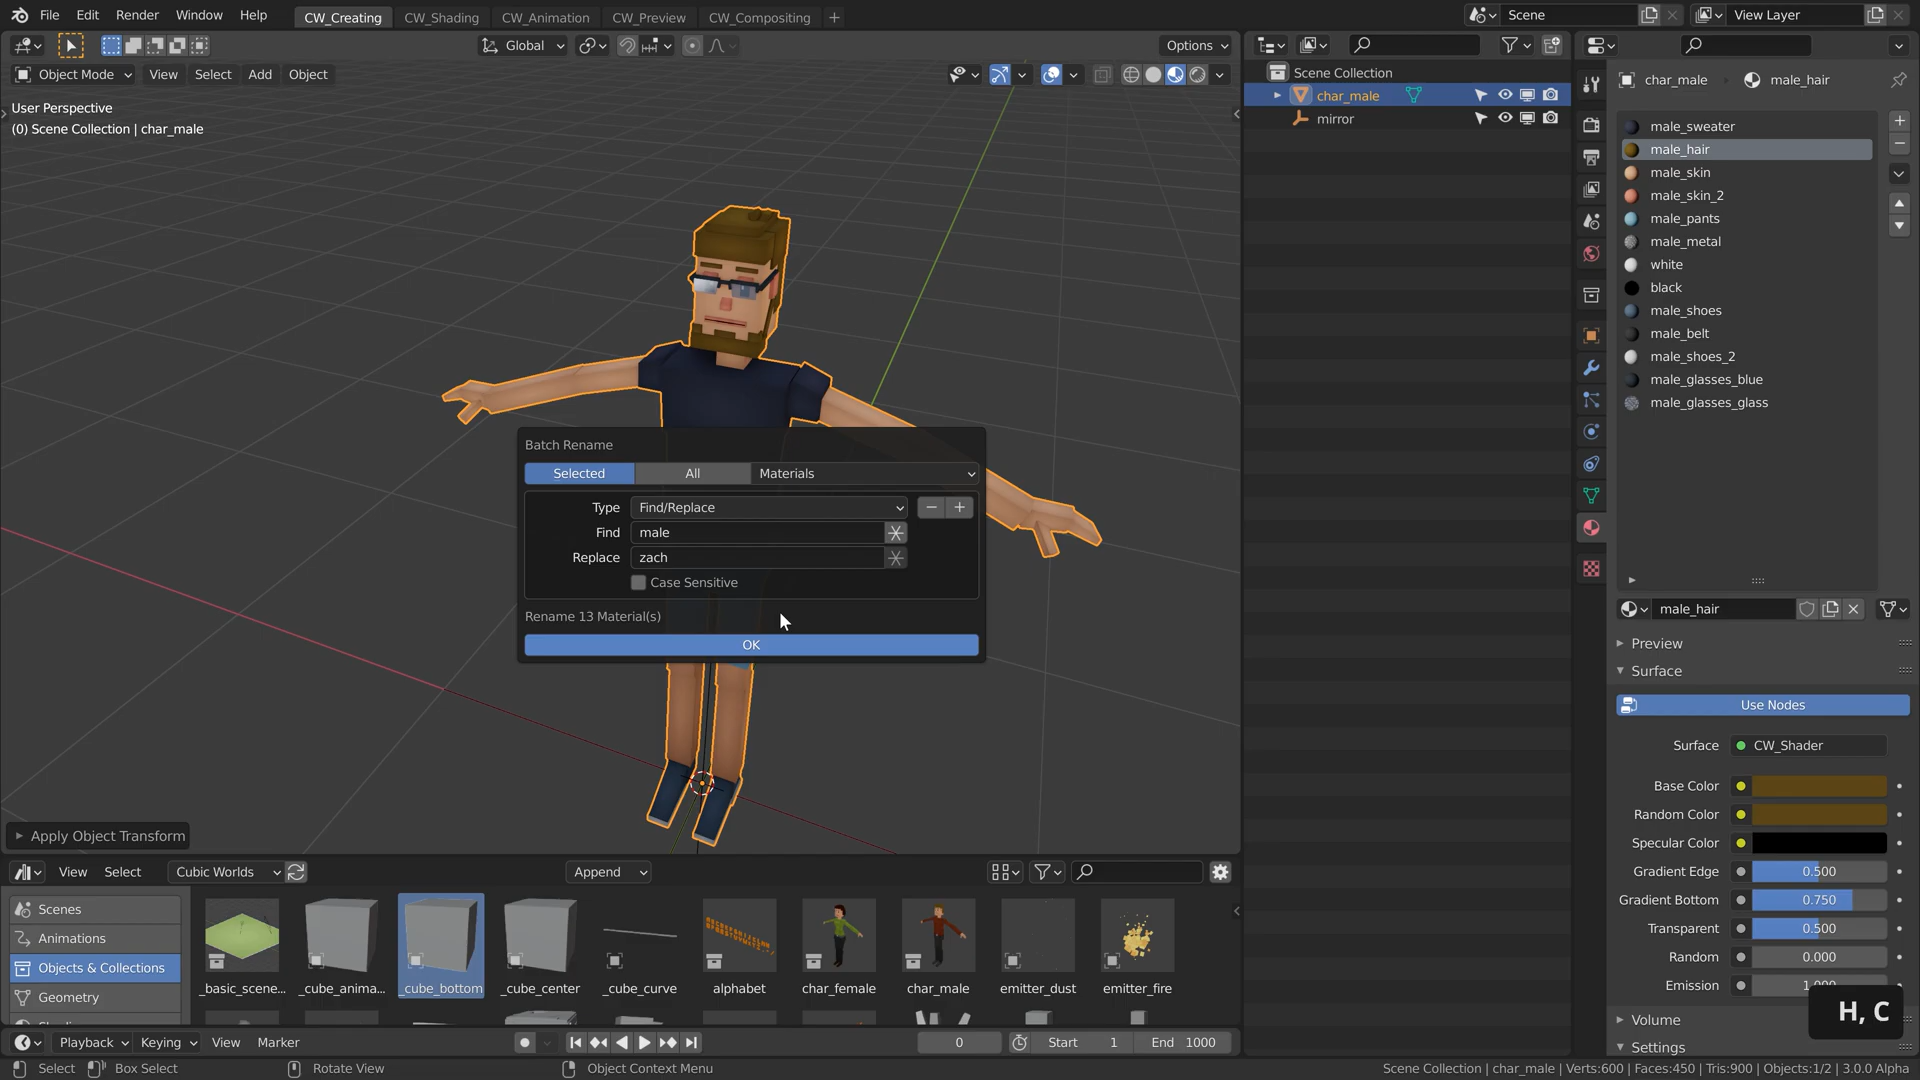 File Edit Render Window Help CW_Creating CW_Shading CW_Animation CW_Preview CW_Compositing + Scene View Layer
Global Options
Object Mode View Select Add Object
User Perspective
(0) Scene Collection | char_male
Scene Collection
char_male
mirror
char_male male_hair
male_sweater
male_hair
male_skin
male_skin_2
male_pants
male_metal
white
black
male_shoes
male_belt
male_shoes_2
male_glasses_blue
male_glasses_glass
Batch Rename
Selected All Materials
Type Find/Replace
Find male
Replace zach
Case Sensitive
Rename 13 Material(s)
OK
male_hair
Preview
Surface
Use Nodes
Surface CW_Shader
Base Color
Random Color
Specular Color
Gradient Edge 0.500
Gradient Bottom 0.750
Transparent 0.500
Random 0.000
Emission
Volume
Settings
H, C
Apply Object Transform
View Select Cubic Worlds Append
Scenes
Animations
Objects & Collections
Geometry
_basic_scene... _cube_anima... _cube_bottom _cube_center _cube_curve alphabet char_female char_male emitter_dust emitter_fire
Playback Keying View Marker 0 Start 1 End 1000
Select Box Select Rotate View Object Context Menu Scene Collection | char_male | Verts:600 | Faces:450 | Tris:900 | Objects:1/2 | 3.0.0 Alpha